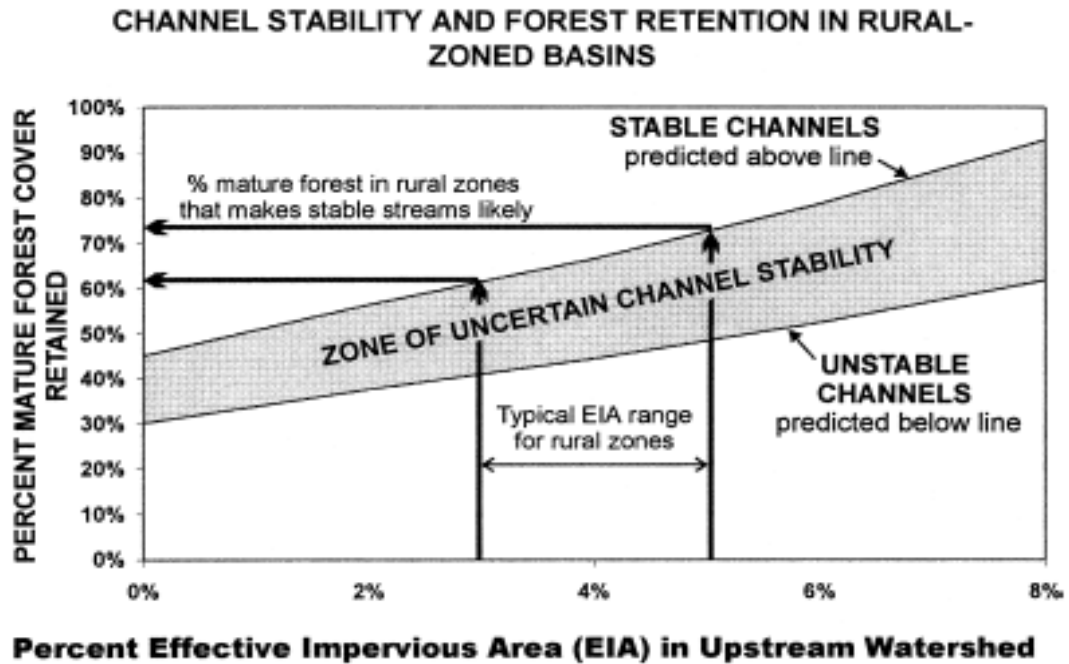 CHANNEL STABILITY AND FOREST RETENTION IN RURAL-
ZONED BASINS
PERCENT MATURE FOREST COVER
RETAINED
100%
90%
80%
70%
60%
50%
40%
30%
20%
10%
0%
STABLE CHANNELS
predicted above line
% mature forest in rural zones
that makes stable streams likely
ZONE OF UNCERTAIN CHANNEL STABILITY
UNSTABLE
CHANNELS
predicted below line
Typical EIA range
for rural zones
0% 2% 4% 6% 8%
Percent Effective Impervious Area (EIA) in Upstream Watershed